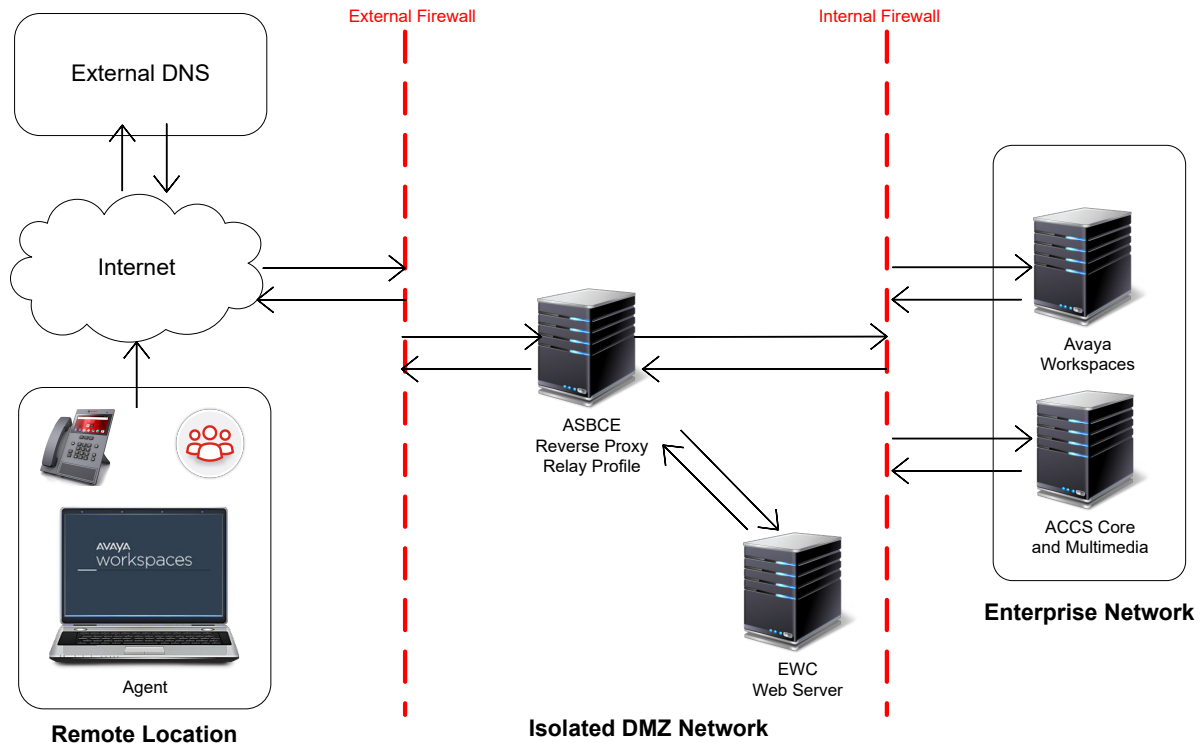 External Firewall
Internal Firewall
External DNS
Internet
Avaya
Workspaces
ASBCE
Reverse Proxy
Relay Profile
AVAYA
workspaces
ACCS Core
and Multimedia
Enterprise Network
EWC
Web Server
Agent
Remote Location
Isolated DMZ Network